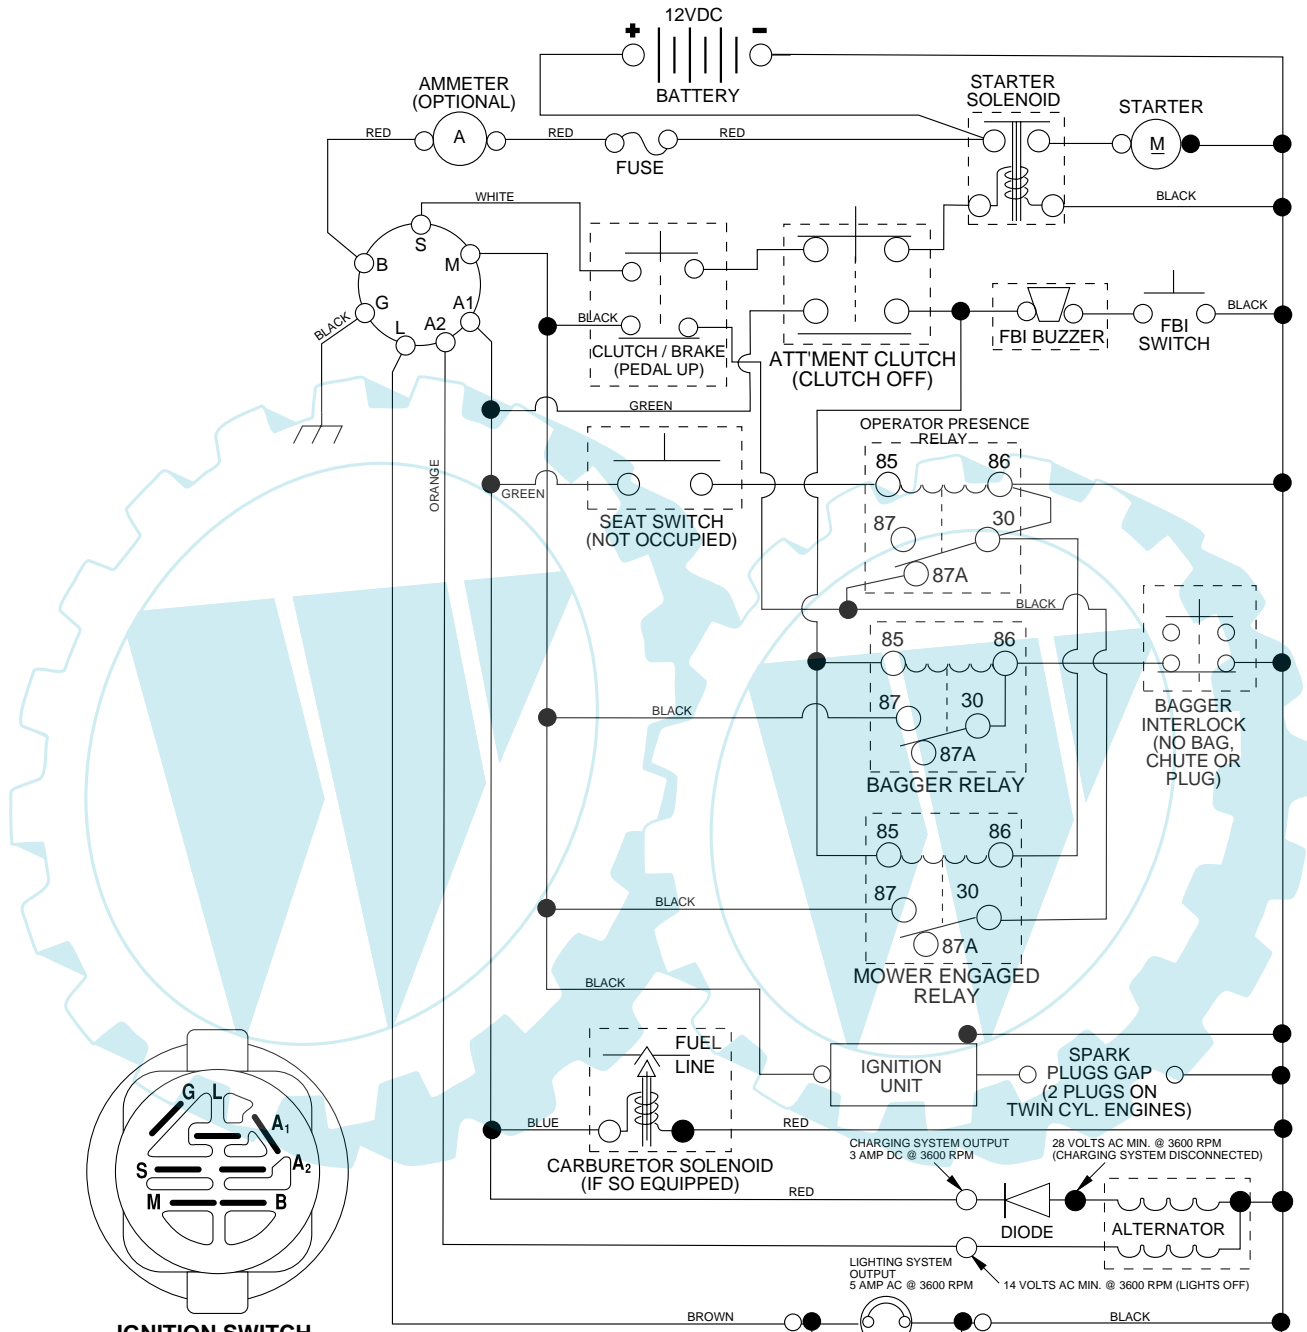 12VDC
+
-
BATTERY
AMMETER
(OPTIONAL)
STARTER
SOLENOID
STARTER
RED
A
RED
FUSE
RED
M
WHITE
BLACK
S
B
M
G
A1
A2
L
BLACK
BLACK
CLUTCH / BRAKE
(PEDAL UP)
ATT'MENT CLUTCH
(CLUTCH OFF)
FBI BUZZER
FBI
SWITCH
BLACK
GREEN
OPERATOR PRESENCE
RELAY
85
86
ORANGE
GREEN
SEAT SWITCH
(NOT OCCUPIED)
87
30
87A
BLACK
85
86
BLACK
87
30
87A
BAGGER RELAY
BAGGER
INTERLOCK
(NO BAG,
CHUTE OR
PLUG)
85
86
BLACK
87
30
87A
MOWER ENGAGED
RELAY
BLACK
FUEL
LINE
IGNITION
UNIT
SPARK
PLUGS GAP
(2 PLUGS ON
TWIN CYL. ENGINES)
BLUE
RED
CARBURETOR SOLENOID
(IF SO EQUIPPED)
CHARGING SYSTEM OUTPUT
3 AMP DC @ 3600 RPM
28 VOLTS AC MIN. @ 3600 RPM
(CHARGING SYSTEM DISCONNECTED)
RED
DIODE
ALTERNATOR
LIGHTING SYSTEM
OUTPUT
5 AMP AC @ 3600 RPM
14 VOLTS AC MIN. @ 3600 RPM (LIGHTS OFF)
BROWN
BLACK
G
L
A1
A2
S
M
B
IGNITION SWITCH